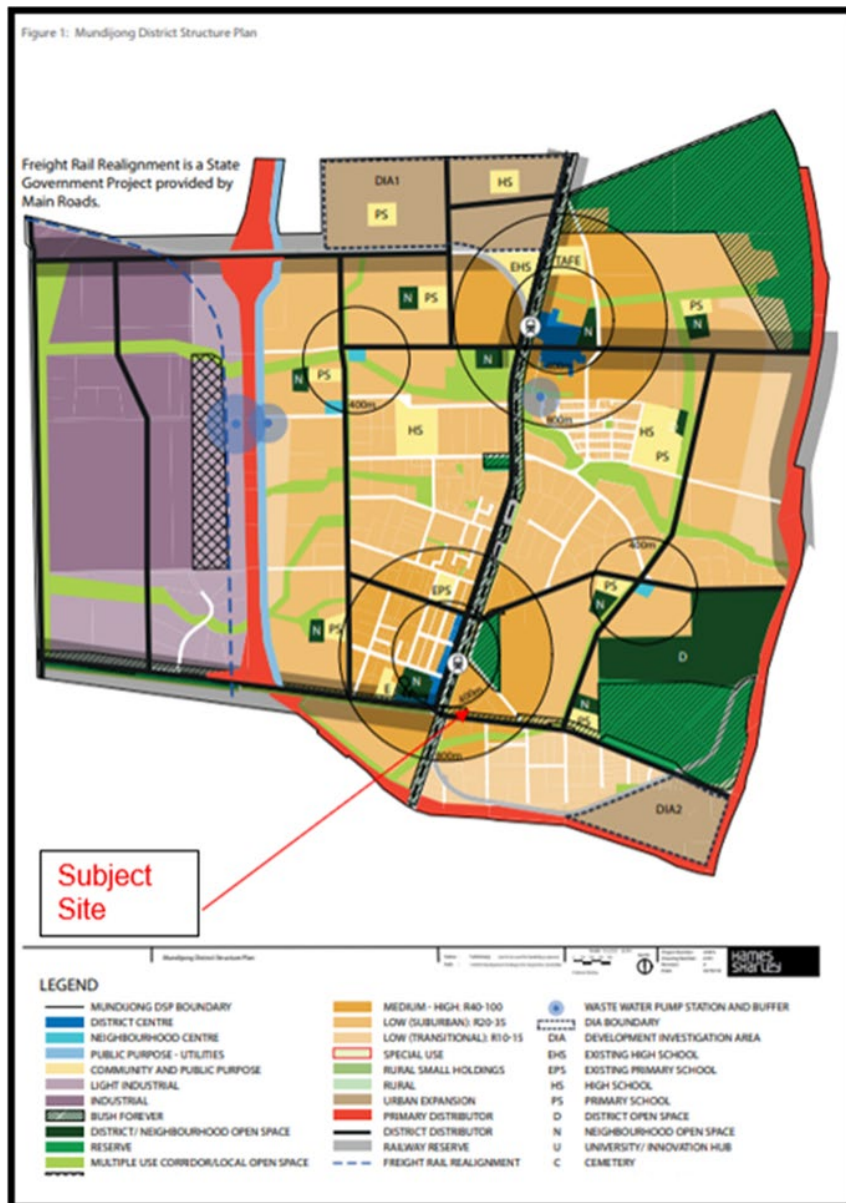 Figure 1: Mundijong District Structure Plan
Freight Rail Realignment is a State
Government Project provided by
Main Roads.
DIA1
HS
PS
EHS
TAFE
N PS
PS
N
N
N
N PS
400m
800m
HS
HS
PS
400m
EPS
PS
N
N PS
D
E
N
400m
N
PS
800m
DIA2
Subject
Site
Mundijong District Structure Plan
HAMES
SHARLEY
LEGEND
MUNDIJONG DSP BOUNDARY
DISTRICT CENTRE
NEIGHBOURHOOD CENTRE
PUBLIC PURPOSE - UTILITIES
COMMUNITY AND PUBLIC PURPOSE
LIGHT INDUSTRIAL
INDUSTRIAL
BUSH FOREVER
DISTRICT/ NEIGHBOURHOOD OPEN SPACE
RESERVE
MULTIPLE USE CORRIDOR/LOCAL OPEN SPACE
MEDIUM - HIGH: R40-100
LOW (SUBURBAN): R20-35
LOW (TRANSITIONAL): R10-15
SPECIAL USE
RURAL SMALL HOLDINGS
RURAL
URBAN EXPANSION
PRIMARY DISTRIBUTOR
DISTRICT DISTRIBUTOR
RAILWAY RESERVE
FREIGHT RAIL REALIGNMENT
WASTE WATER PUMP STATION AND BUFFER
DIA BOUNDARY
DIA DEVELOPMENT INVESTIGATION AREA
EHS EXISTING HIGH SCHOOL
EPS EXISTING PRIMARY SCHOOL
HS HIGH SCHOOL
PS PRIMARY SCHOOL
D DISTRICT OPEN SPACE
N NEIGHBOURHOOD OPEN SPACE
U UNIVERSITY/ INNOVATION HUB
C CEMETERY